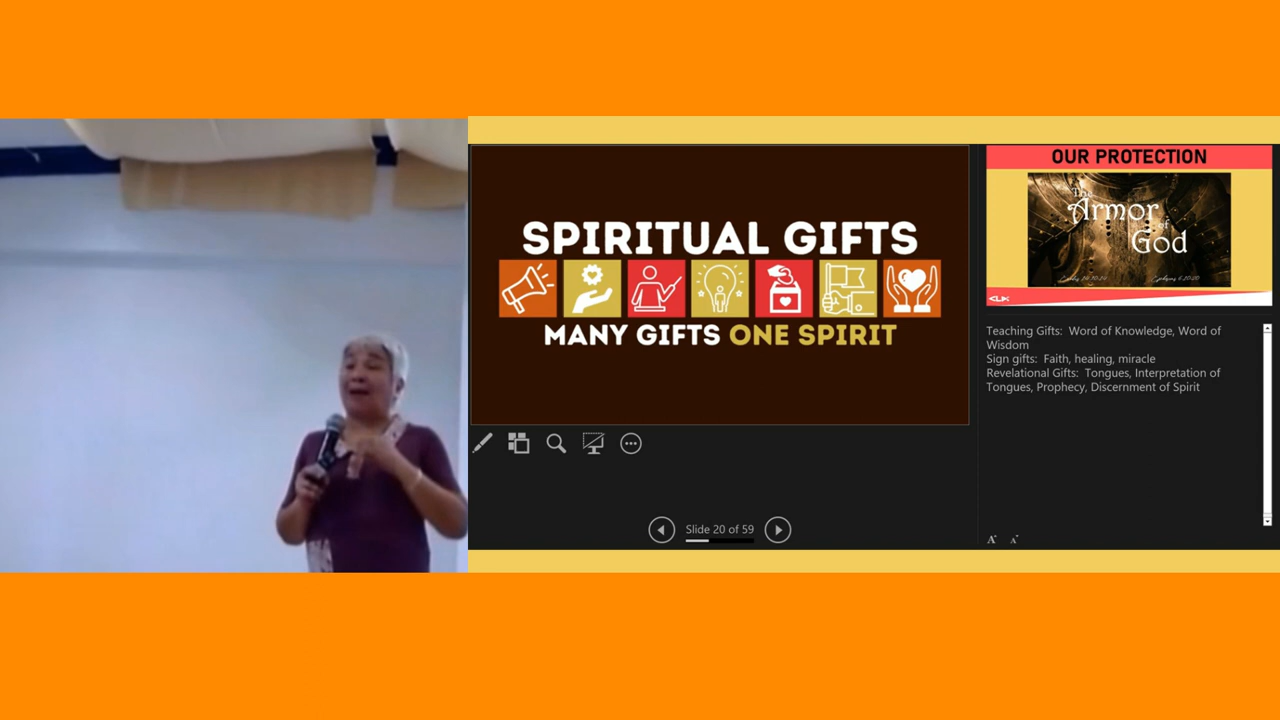 SPIRITUAL GIFTS
MANY GIFTS ONE SPIRIT
Slide 20 of 59
OUR PROTECTION
The
Armor
of
God
Teaching Gifts: Word of Knowledge, Word of
Wisdom
Sign gifts: Faith, healing, miracle
Revelational Gifts: Tongues, Interpretation of
Tongues, Prophecy, Discernment of Spirit
A
A